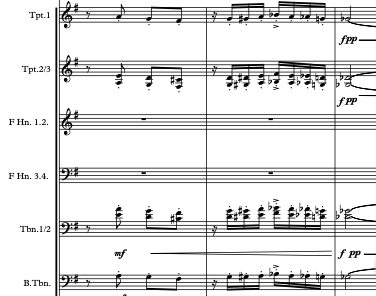 Tpt.1
fpp
Tpt.2/3
fpp
F Hn. 1.2.
F Hn. 3.4.
Tbn.1/2
mf
f pp
B.Tbn.